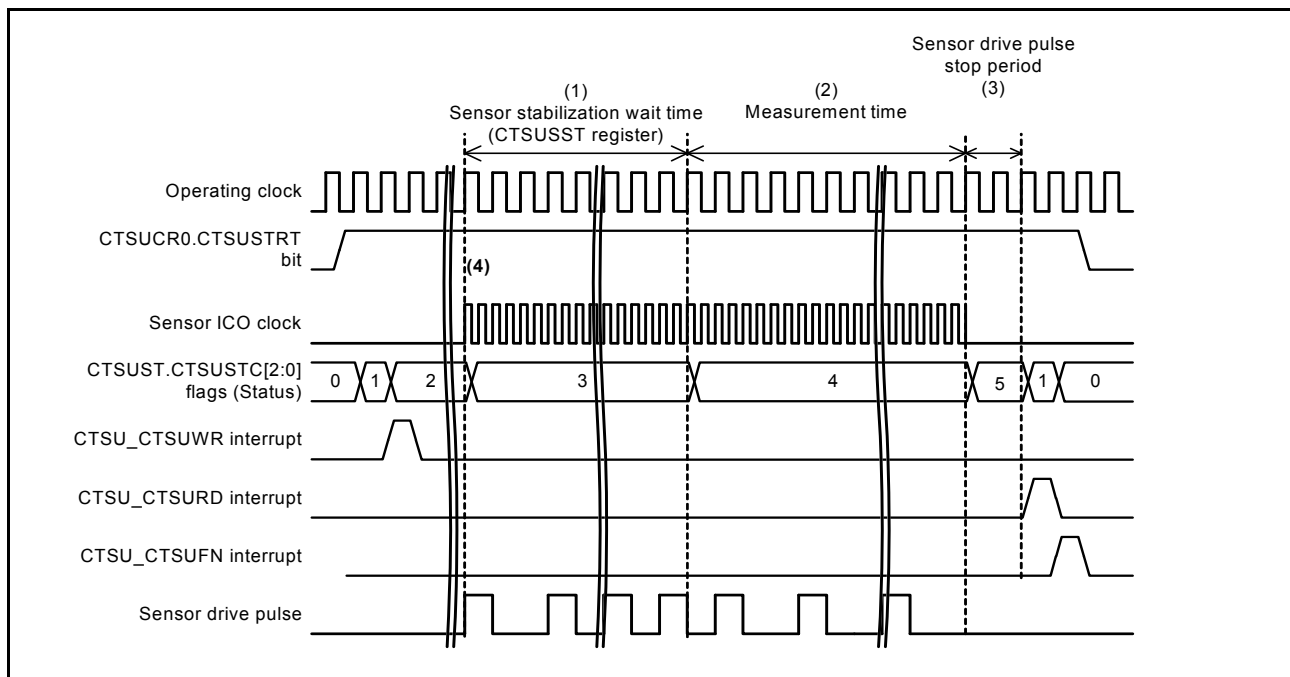 Sensor drive pulse
stop period
(3)
(1)
Sensor stabilization wait time
(CTSUSST register)
(2)
Measurement time
Operating clock
CTSUCR0.CTSUSTRT
bit
(4)
Sensor ICO clock
CTSUST.CTSUSTC[2:0]
flags (Status)
0 1 2 3 4 5 1 0
CTSU_CTSUWR interrupt
CTSU_CTSURD interrupt
CTSU_CTSUFN interrupt
Sensor drive pulse